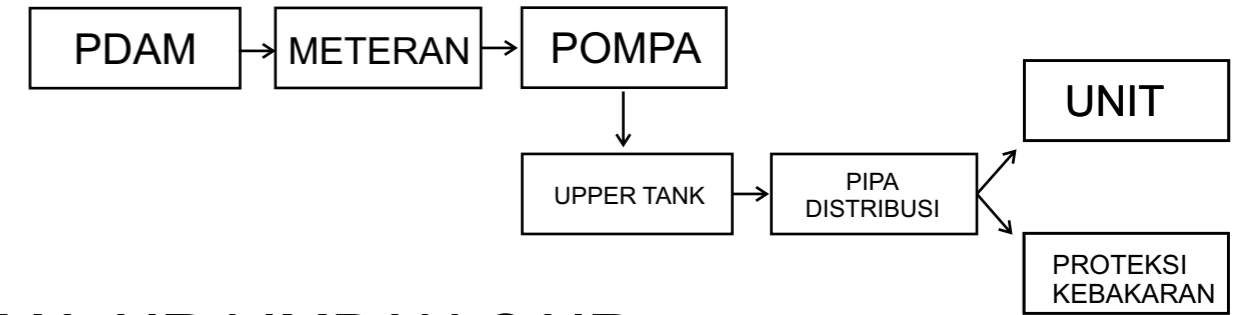 PDAM
METERAN
POMPA
UNIT
UPPER TANK
PIPA
DISTRIBUSI
PROTEKSI
KEBAKARAN